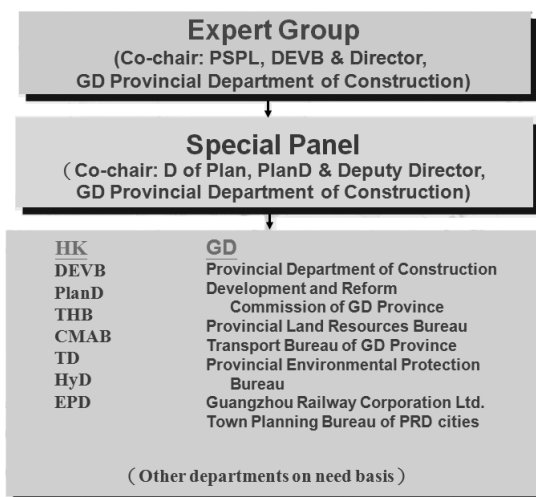 Expert Group
(Co-chair: PSPL, DEVB & Director,
GD Provincial Department of Construction)
Special Panel
（Co-chair: D of Plan, PlanD & Deputy Director,
GD Provincial Department of Construction)
HK
DEVB
PlanD
THB
CMAB
TD
HyD
EPD
GD
Provincial Department of Construction
Development and Reform
Commission of GD Province
Provincial Land Resources Bureau
Transport Bureau of GD Province
Provincial Environmental Protection
Bureau
Guangzhou Railway Corporation Ltd.
Town Planning Bureau of PRD cities
（Other departments on need basis）